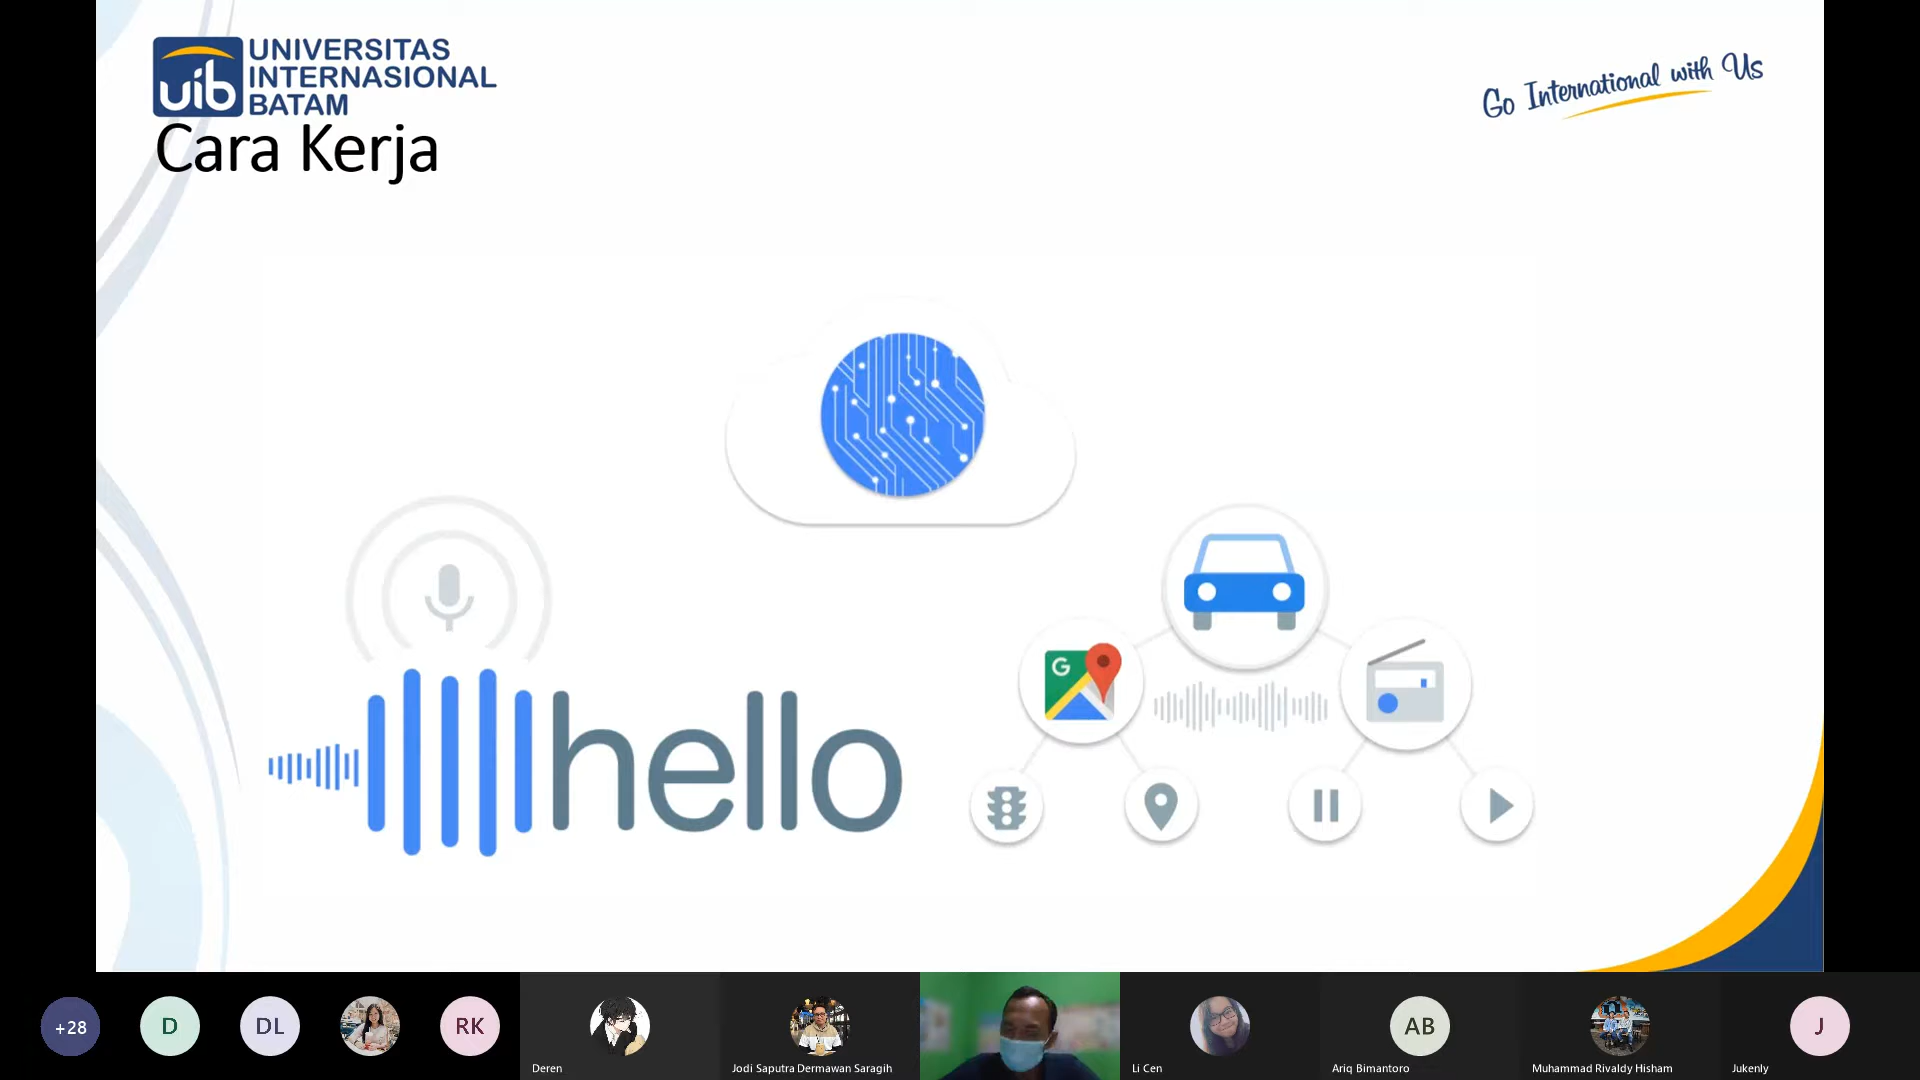 uib
UNIVERSITAS
INTERNASIONAL
BATAM
Go International with Us
Cara Kerja
G
hello
+28
D
DL
RK
AB
J
Deren
Jodi Saputra Dermawan Saragih
Li Cen
Ariq Bimantoro
Muhammad Rivaldy Hisham
Jukenly